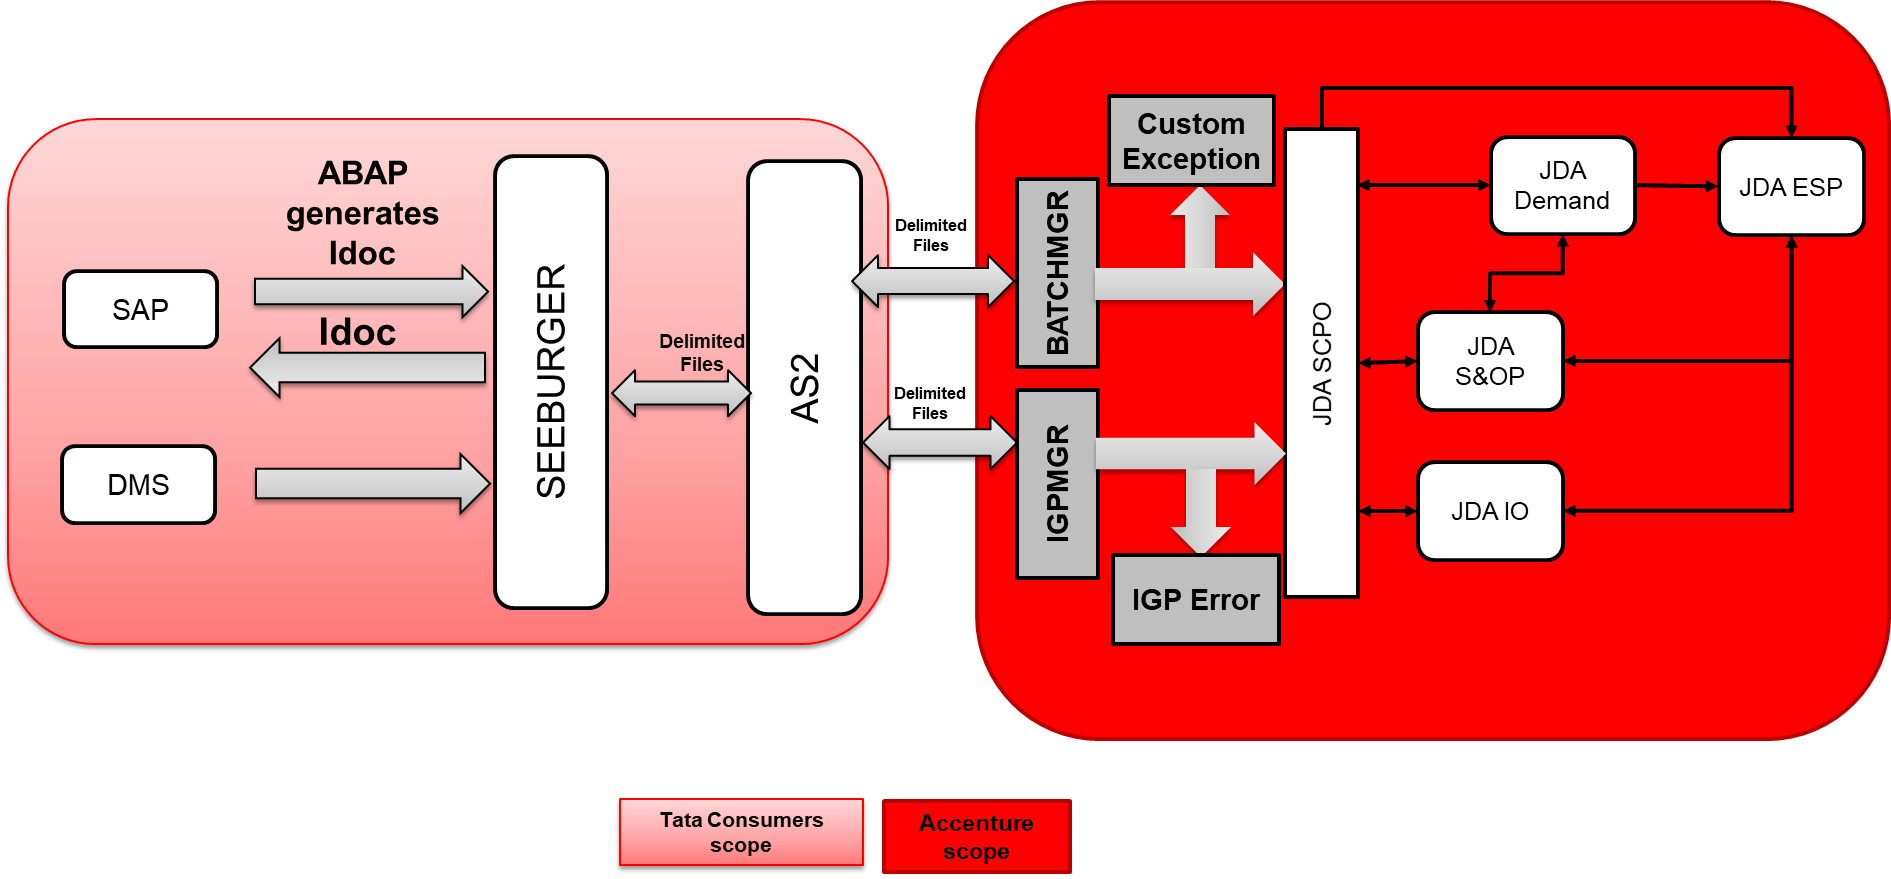 ABAP
generates
Idoc
SAP
Idoc
DMS
SEEBURGER
Delimited
Files
AS2
Delimited
Files
Delimited
Files
BATCHMGR
IGPMGR
Custom
Exception
IGP Error
JDA SCPO
JDA
Demand
JDA ESP
JDA
S&OP
JDA IO
Tata Consumers
scope
Accenture
scope